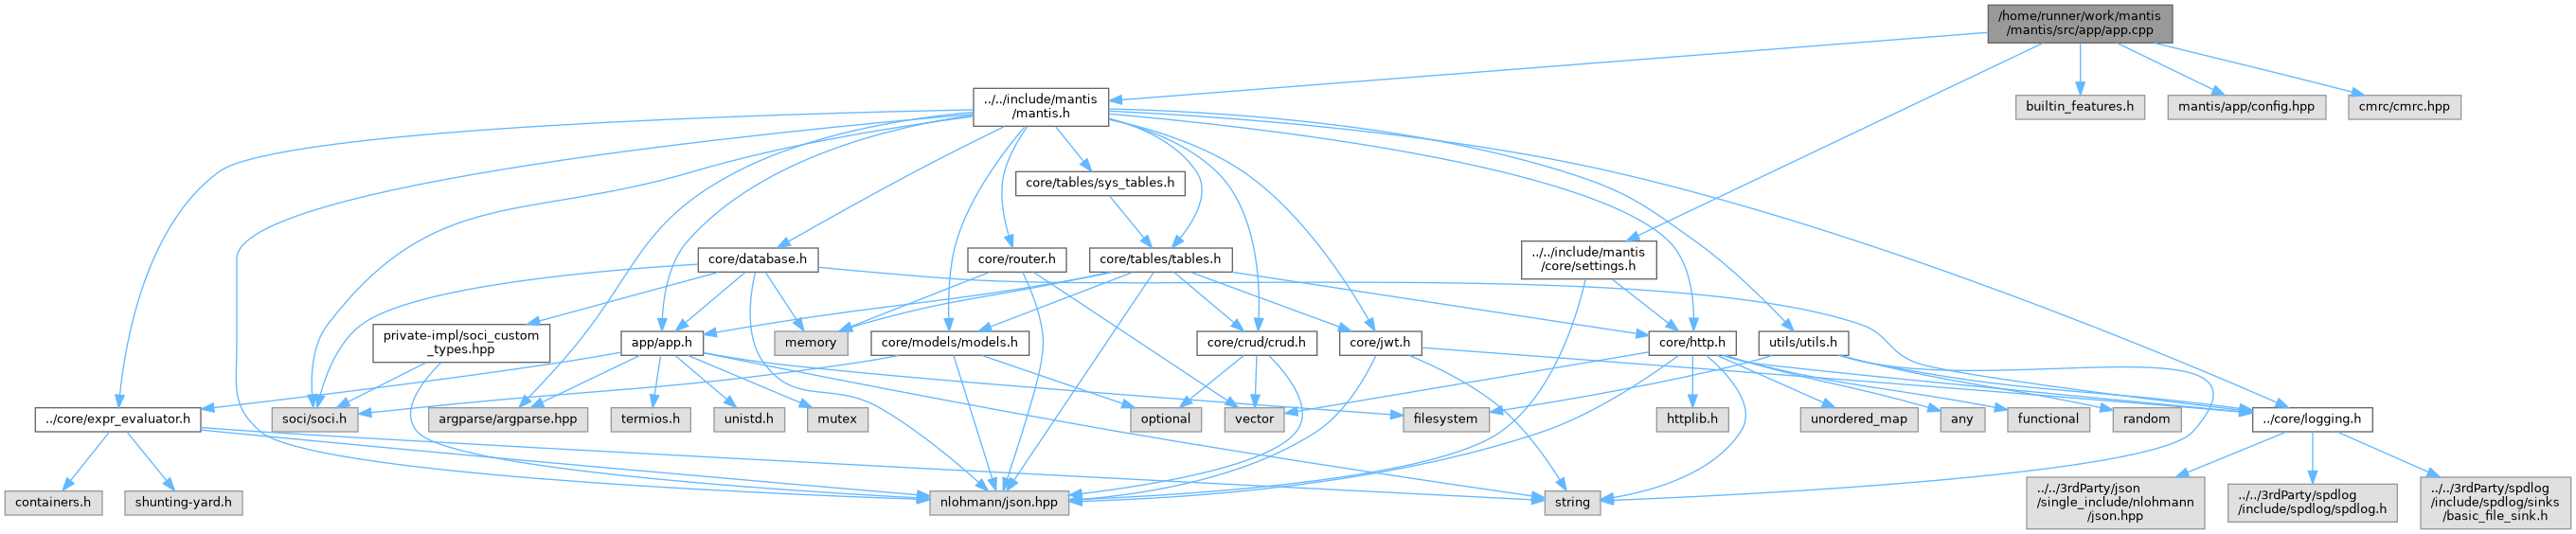 /home/runner/work/mantis
/mantis/src/app/app.cpp
../../include/mantis
/mantis.h
builtin_features.h
mantis/app/config.hpp
cmrc/cmrc.hpp
core/tables/sys_tables.h
core/database.h
core/router.h
core/tables/tables.h
../../include/mantis
/core/settings.h
private-impl/soci_custom
_types.hpp
app/app.h
memory
core/models/models.h
core/crud/crud.h
core/jwt.h
core/http.h
utils/utils.h
../core/expr_evaluator.h
soci/soci.h
argparse/argparse.hpp
termios.h
unistd.h
mutex
optional
vector
filesystem
httplib.h
unordered_map
any
functional
random
../core/logging.h
containers.h
shunting-yard.h
nlohmann/json.hpp
string
../../3rdParty/json
/single_include/nlohmann
/json.hpp
../../3rdParty/spdlog
/include/spdlog/spdlog.h
../../3rdParty/spdlog
/include/spdlog/sinks
/basic_file_sink.h